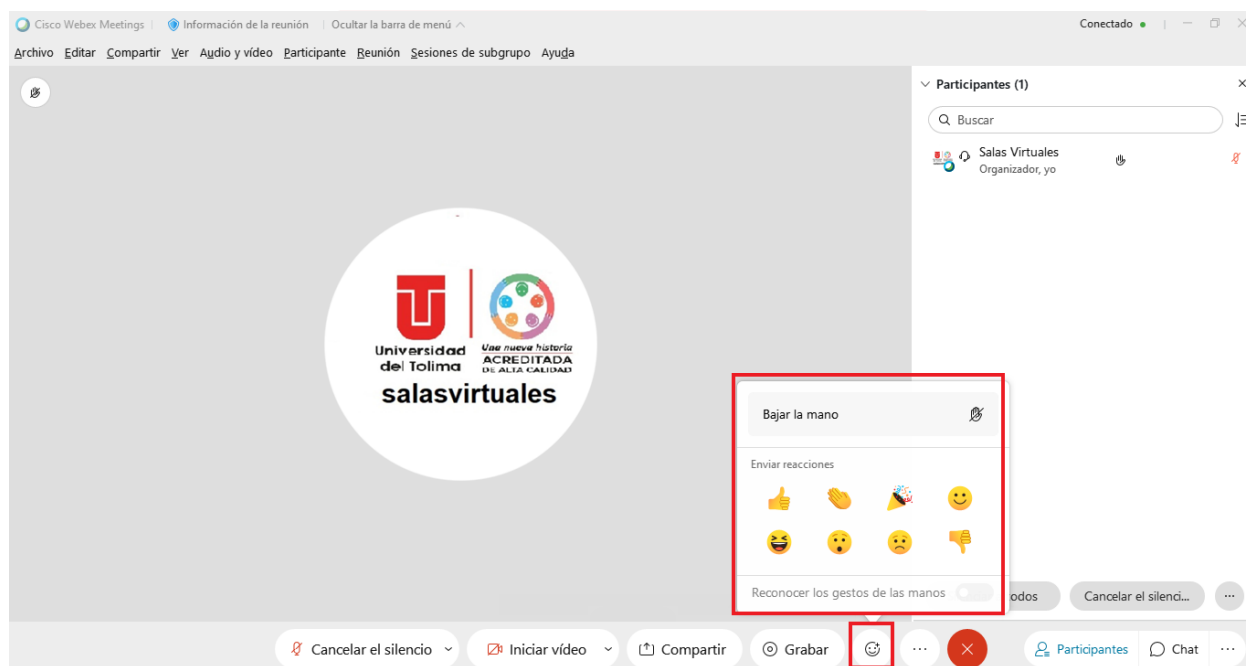 Cisco Webex Meetings
Información de la reunión
Ocultar la barra de menú
Conectado
Archivo Editar Compartir Ver Audio y vídeo Participante Reunión Sesiones de subgrupo Ayuda
Participantes (1)
Buscar
Salas Virtuales
Organizador, yo
Universidad
del Tolima
Una nueva historia
ACREDITADA
DE ALTA CALIDAD
salasvirtuales
Bajar la mano
Enviar reacciones
Reconocer los gestos de las manos
odos
Cancelar el silenci...
Cancelar el silencio
Iniciar vídeo
Compartir
Grabar
Participantes
Chat